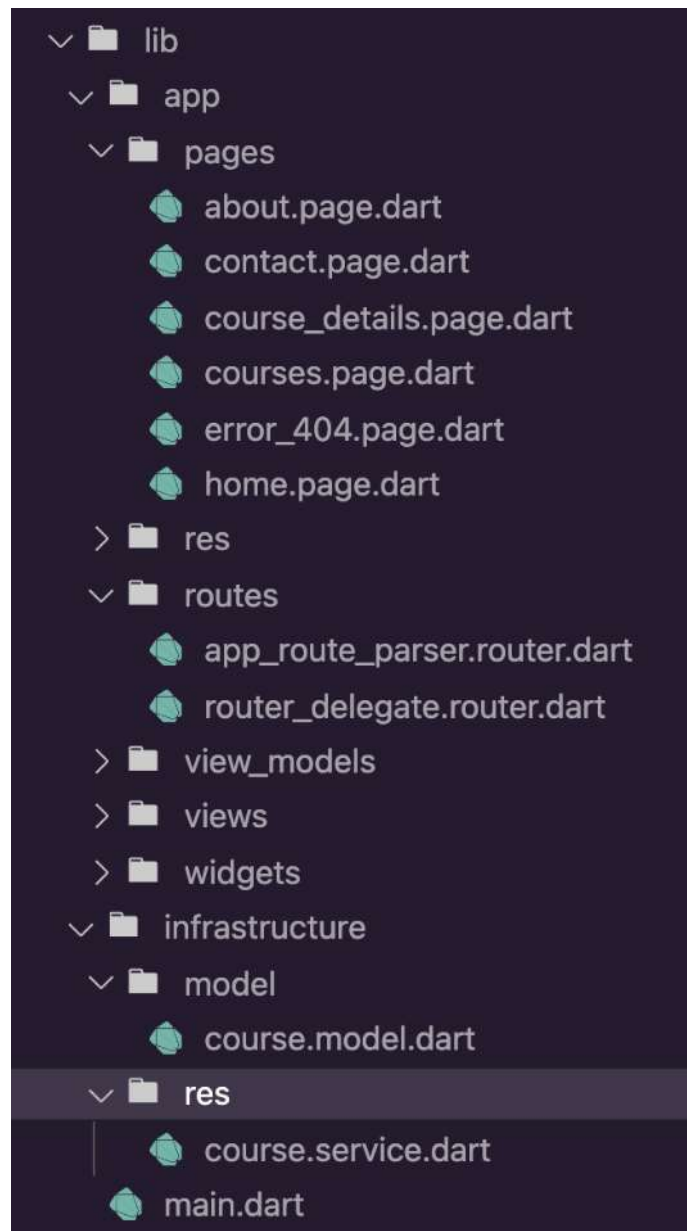 lib
app
pages
about.page.dart
contact.page.dart
course_details.page.dart
courses.page.dart
error_404.page.dart
home.page.dart
res
routes
app_route_parser.router.dart
router_delegate.router.dart
view_models
views
widgets
infrastructure
model
course.model.dart
res
course.service.dart
main.dart